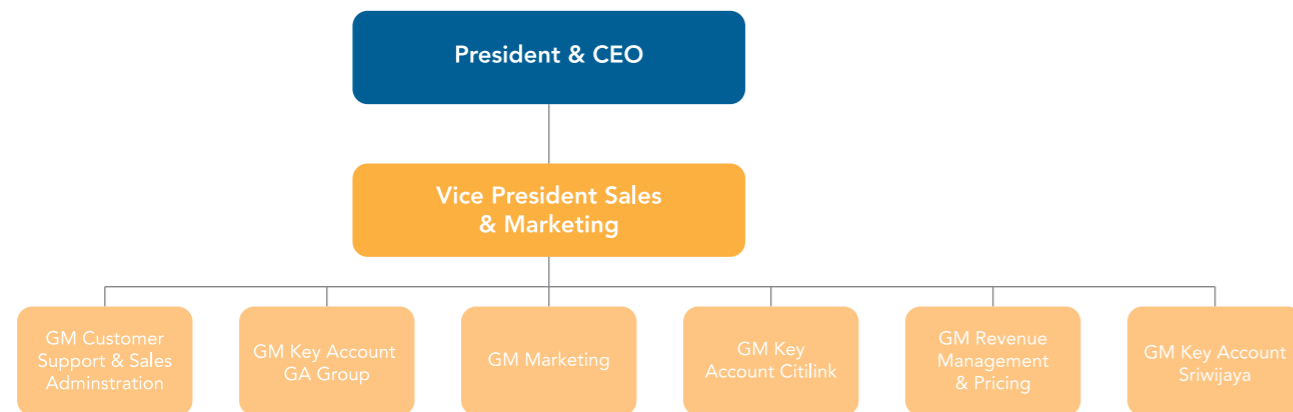 President & CEO
Vice President Sales
& Marketing
GM Customer
Support & Sales
Adminstration
GM Key Account
GA Group
GM Marketing
GM Key
Account Citilink
GM Revenue
Management
& Pricing
GM Key Account
Sriwijaya